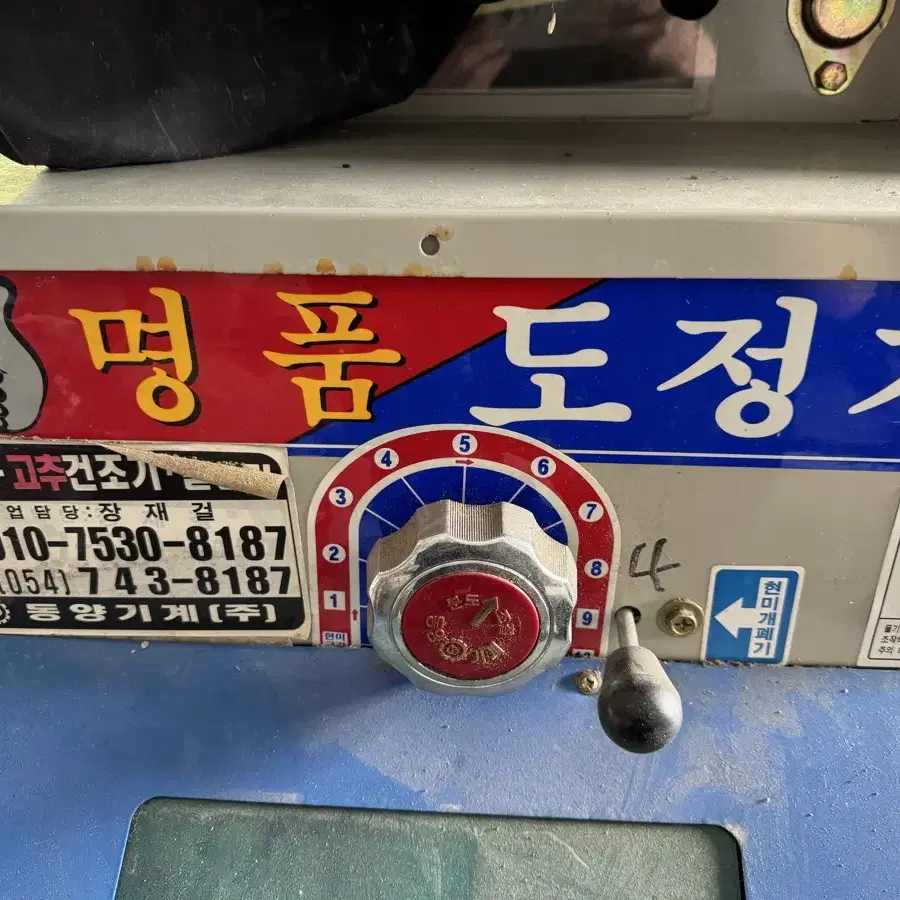 명품 도정
고추건조기
업담당:장재걸
010-7530-8187
(054)743-8187
동양기계(주)
1
2
3
4
5
6
7
8
9
현미
분도
4
현미개폐기